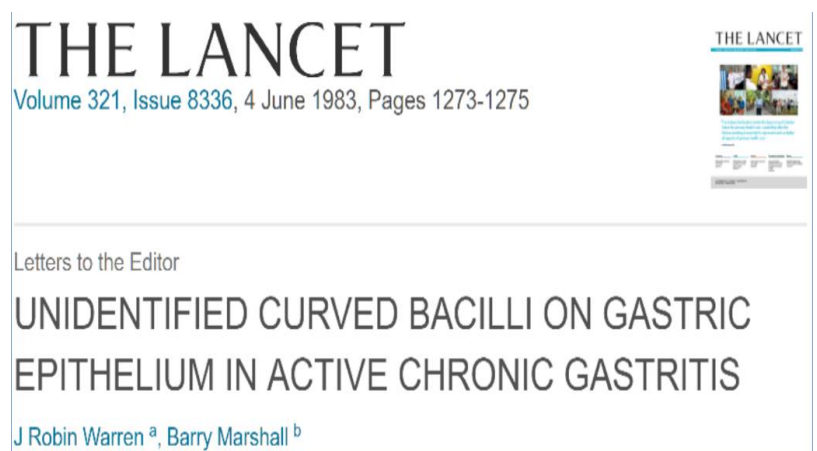 THE LANCET
Volume 321, Issue 8336, 4 June 1983, Pages 1273-1275
THE LANCET
Letters to the Editor
UNIDENTIFIED CURVED BACILLI ON GASTRIC
EPITHELIUM IN ACTIVE CHRONIC GASTRITIS
J Robin Warren a, Barry Marshall b